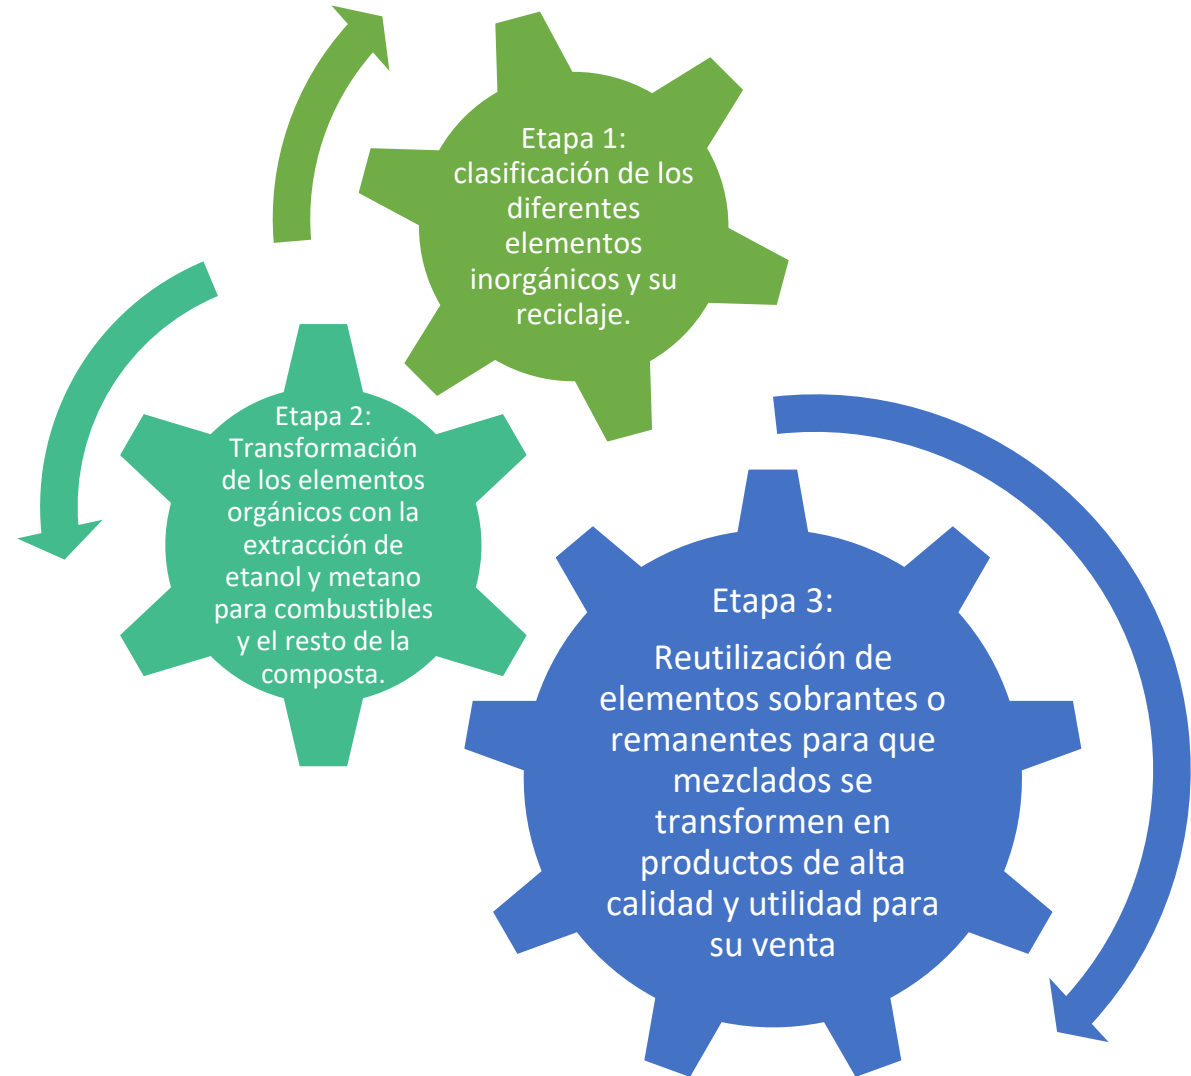 Etapa 1:
clasificación de los
diferentes
elementos
inorgánicos y su
reciclaje.
Etapa 2:
Transformación
de los elementos
orgánicos con la
extracción de
etanol y metano
para combustibles
y el resto de la
composta.
Etapa 3:
Reutilización de
elementos sobrantes o
remanentes para que
mezclados se
transformen en
productos de alta
calidad y utilidad para
su venta